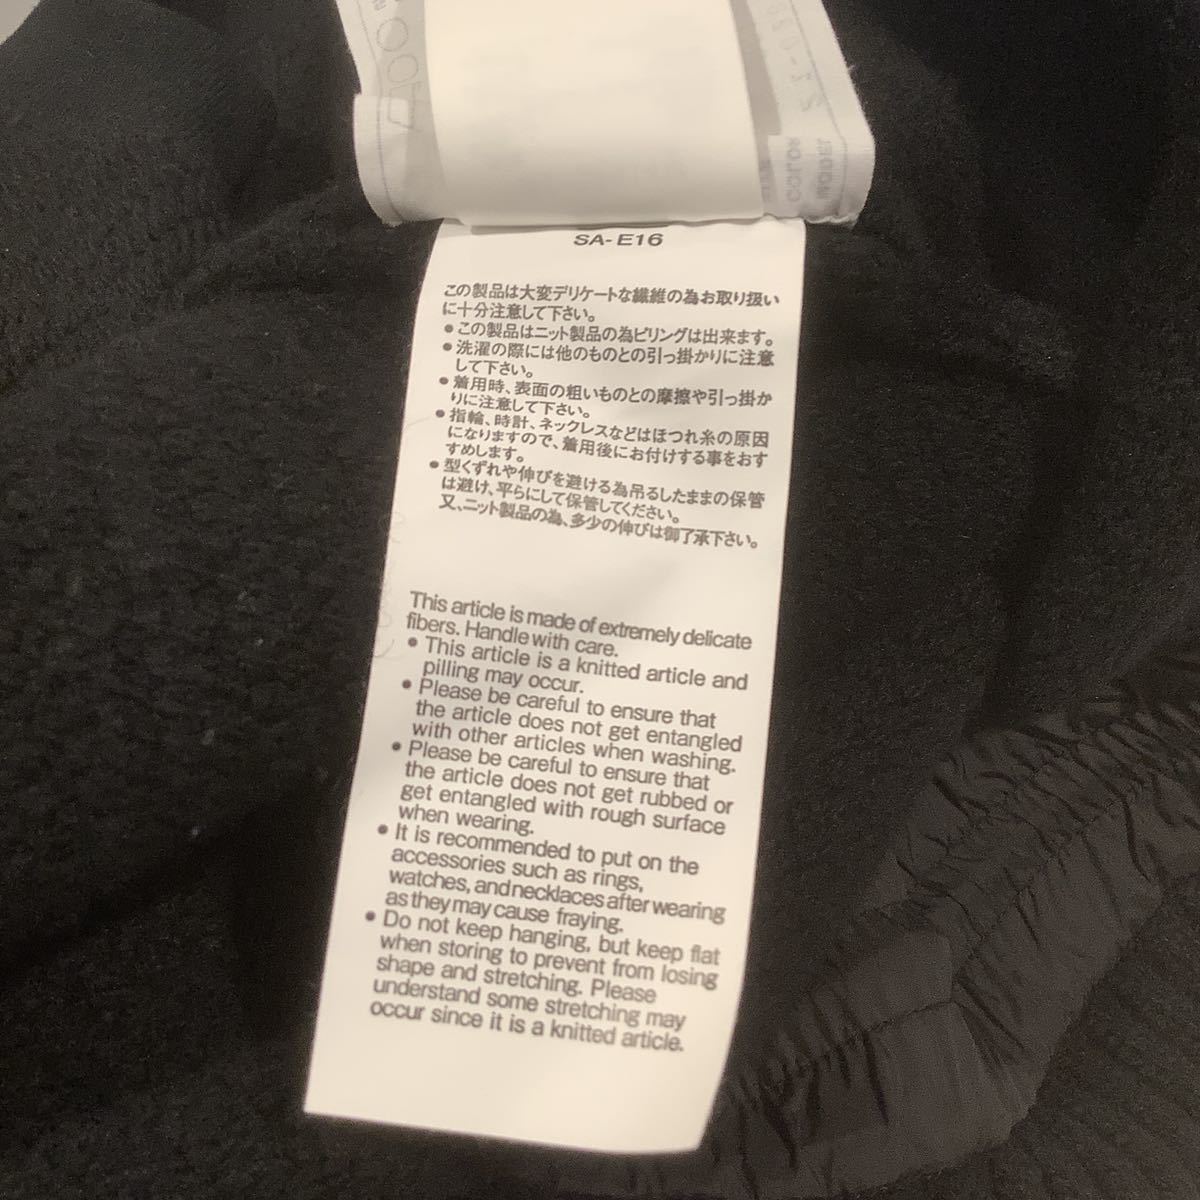 COLOR
MODEL
SA-E16
この製品は大変デリケートな繊維の為お取り扱い
に十分注意して下さい。
●この製品はニット製品の為ピリングは出来ます。
●洗濯の際には他のものとの引っ掛かりに注意
して下さい。
●着用時、表面の粗いものとの摩擦や引っ掛か
りに注意して下さい。
●指輪、時計、ネックレスなどはほつれ糸の原因
になりますので、着用後にお付けする事をおす
すめします。
●型くずれや伸びを避ける為吊るしたままの保管
は避け、平らにして保管してください。
又、ニット製品の為、多少の伸びは御了承下さい。
This article is made of extremely delicate
fibers. Handle with care.
● This article is a knitted article and
pilling may occur.
● Please be careful to ensure that
the article does not get entangled
with other articles when washing.
● Please be careful to ensure that
the article does not get rubbed or
get entangled with rough surface
when wearing.
● It is recommended to put on the
accessories such as rings,
watches, and necklaces after wearing
as they may cause fraying.
● Do not keep hanging, but keep flat
when storing to prevent from losing
shape and stretching. Please
understand some stretching may
occur since it is a knitted article.